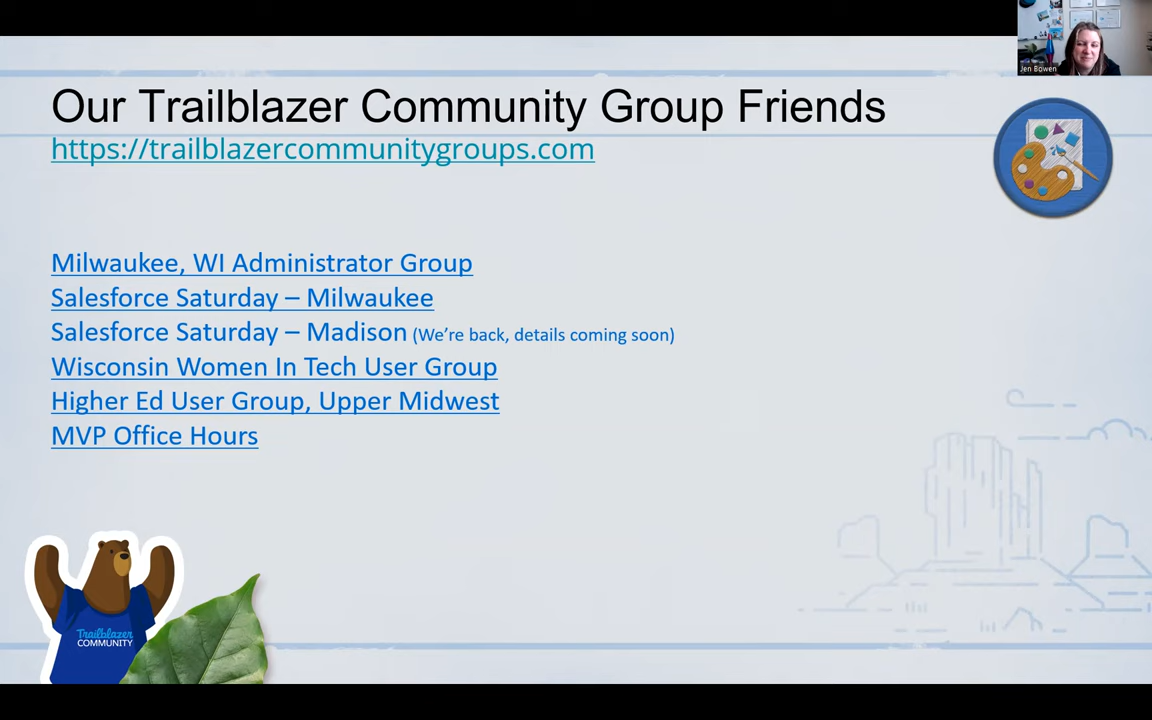 Jen Bowen
Our Trailblazer Community Group Friends
https://trailblazercommunitygroups.com
Milwaukee, WI Administrator Group
Salesforce Saturday – Milwaukee
Salesforce Saturday – Madison (We're back, details coming soon)
Wisconsin Women In Tech User Group
Higher Ed User Group, Upper Midwest
MVP Office Hours
Trailblazer
COMMUNITY